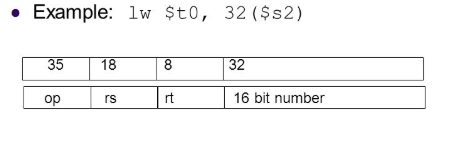 • Example: lw $t0, 32($s2)
35 18 8 32
op rs rt 16 bit number